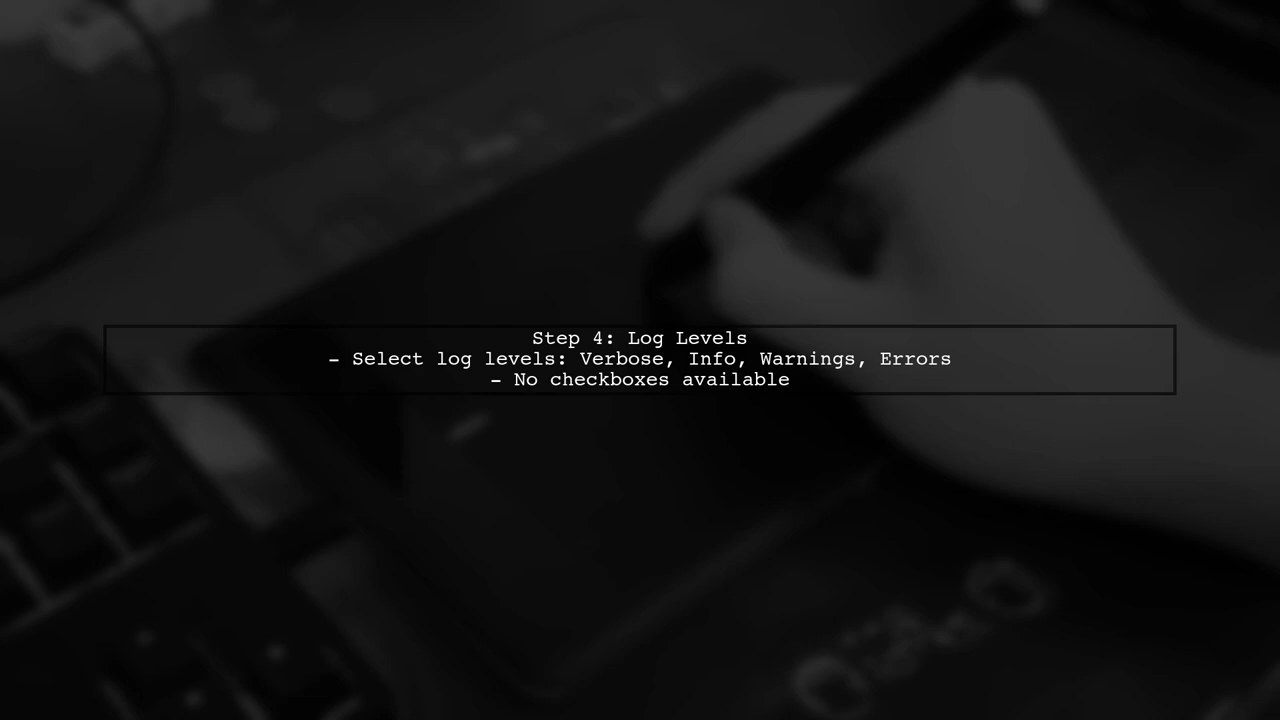 Step 4: Log Levels
- Select log levels: Verbose, Info, Warnings, Errors
- No checkboxes available